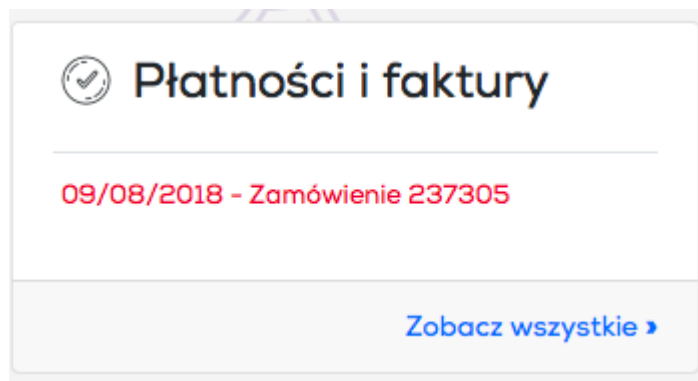 Płatności i faktury
09/08/2018 - Zamówienie 237305
Zobacz wszystkie »